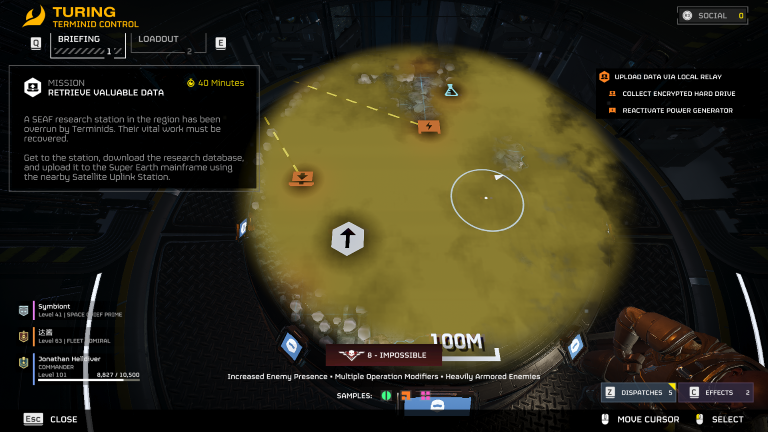 TURING
TERMINID CONTROL
SOCIAL 0
Q
BRIEFING
1
LOADOUT
2
E
MISSION
RETRIEVE VALUABLE DATA
40 Minutes
A SEAF research station in the region has been
overrun by Terminids. Their vital work must be
recovered.
Get to the station, download the research database,
and upload it to the Super Earth mainframe using
the nearby Satellite Uplink Station.
UPLOAD DATA VIA LOCAL RELAY
COLLECT ENCRYPTED HARD DRIVE
REACTIVATE POWER GENERATOR
Symbiont
Level 41 | SPACE CHIEF PRIME
Level 63 | FLEET ADMIRAL
Jonathan Helldiver
COMMANDER
Level 101
8,827 / 10,500
100M
8 - IMPOSSIBLE
Increased Enemy Presence • Multiple Operation Modifiers • Heavily Armored Enemies
SAMPLES:
Z
DISPATCHES 5
C
EFFECTS 2
Esc
CLOSE
MOVE CURSOR
SELECT